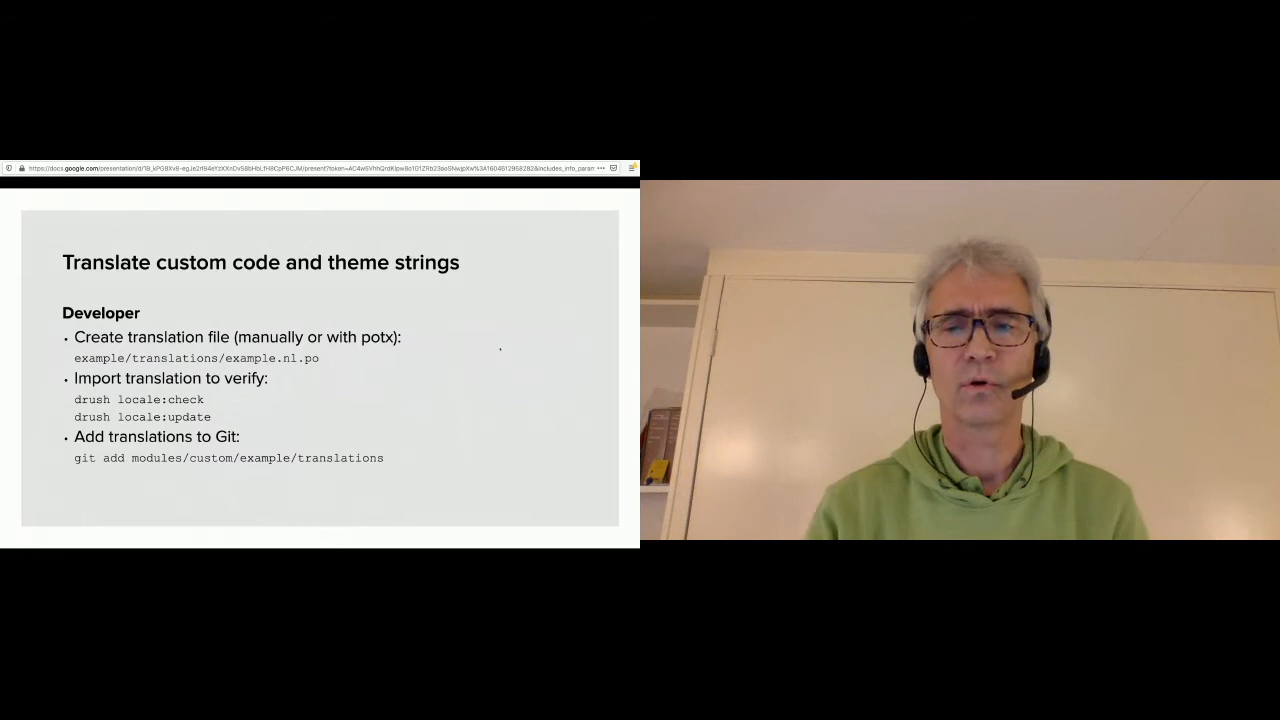 Translate custom code and theme strings
Developer
• Create translation file (manually or with potx):
example/translations/example.nl.po
• Import translation to verify:
drush locale:check
drush locale:update
• Add translations to Git:
git add modules/custom/example/translations